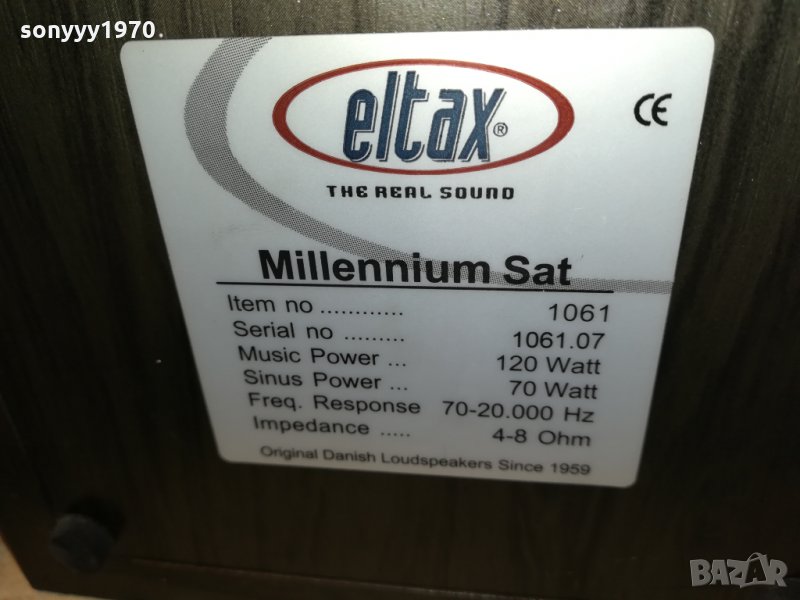 sonyyy1970.
eltax®
CE
THE REAL SOUND
Millennium Sat
Item no ............ 1061
Serial no ......... 1061.07
Music Power ... 120 Watt
Sinus Power ... 70 Watt
Freq. Response 70-20.000 Hz
Impedance ..... 4-8 Ohm
Original Danish Loudspeakers Since 1959
BAZAR